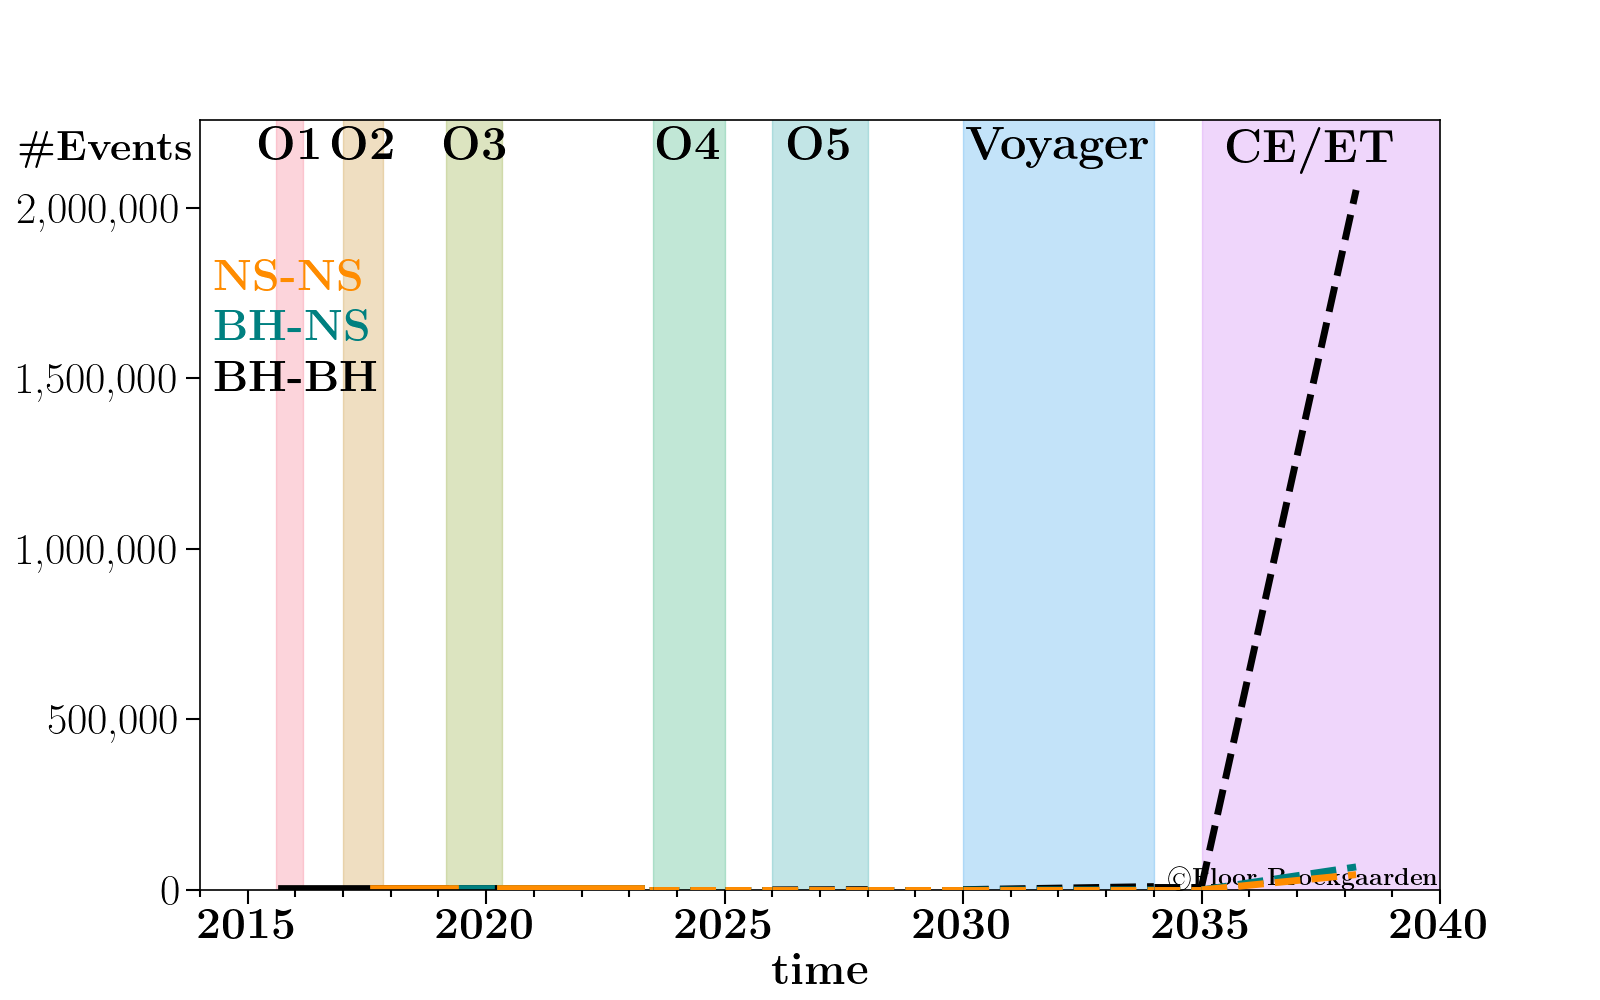 #Events O1 O2 O3 O4 O5 Voyager CE/ET
2,000,000
NS-NS
BH-NS
1,500,000
BH-BH
1,000,000
500,000
©Floor Broekgaarden
0
2015 2020 2025 2030 2035 2040
time